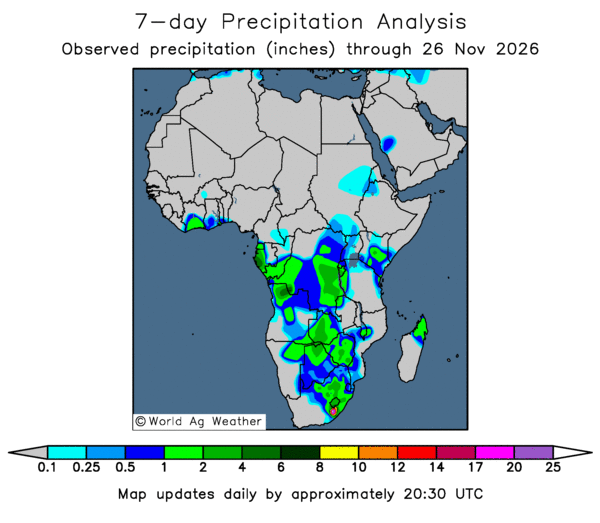 7-day Precipitation Analysis
Observed precipitation (inches) through 26 Nov 2026
© World Ag Weather
0.1 0.25 0.5 1 2 4 6 8 10 12 14 17 20 25
Map updates daily by approximately 20:30 UTC